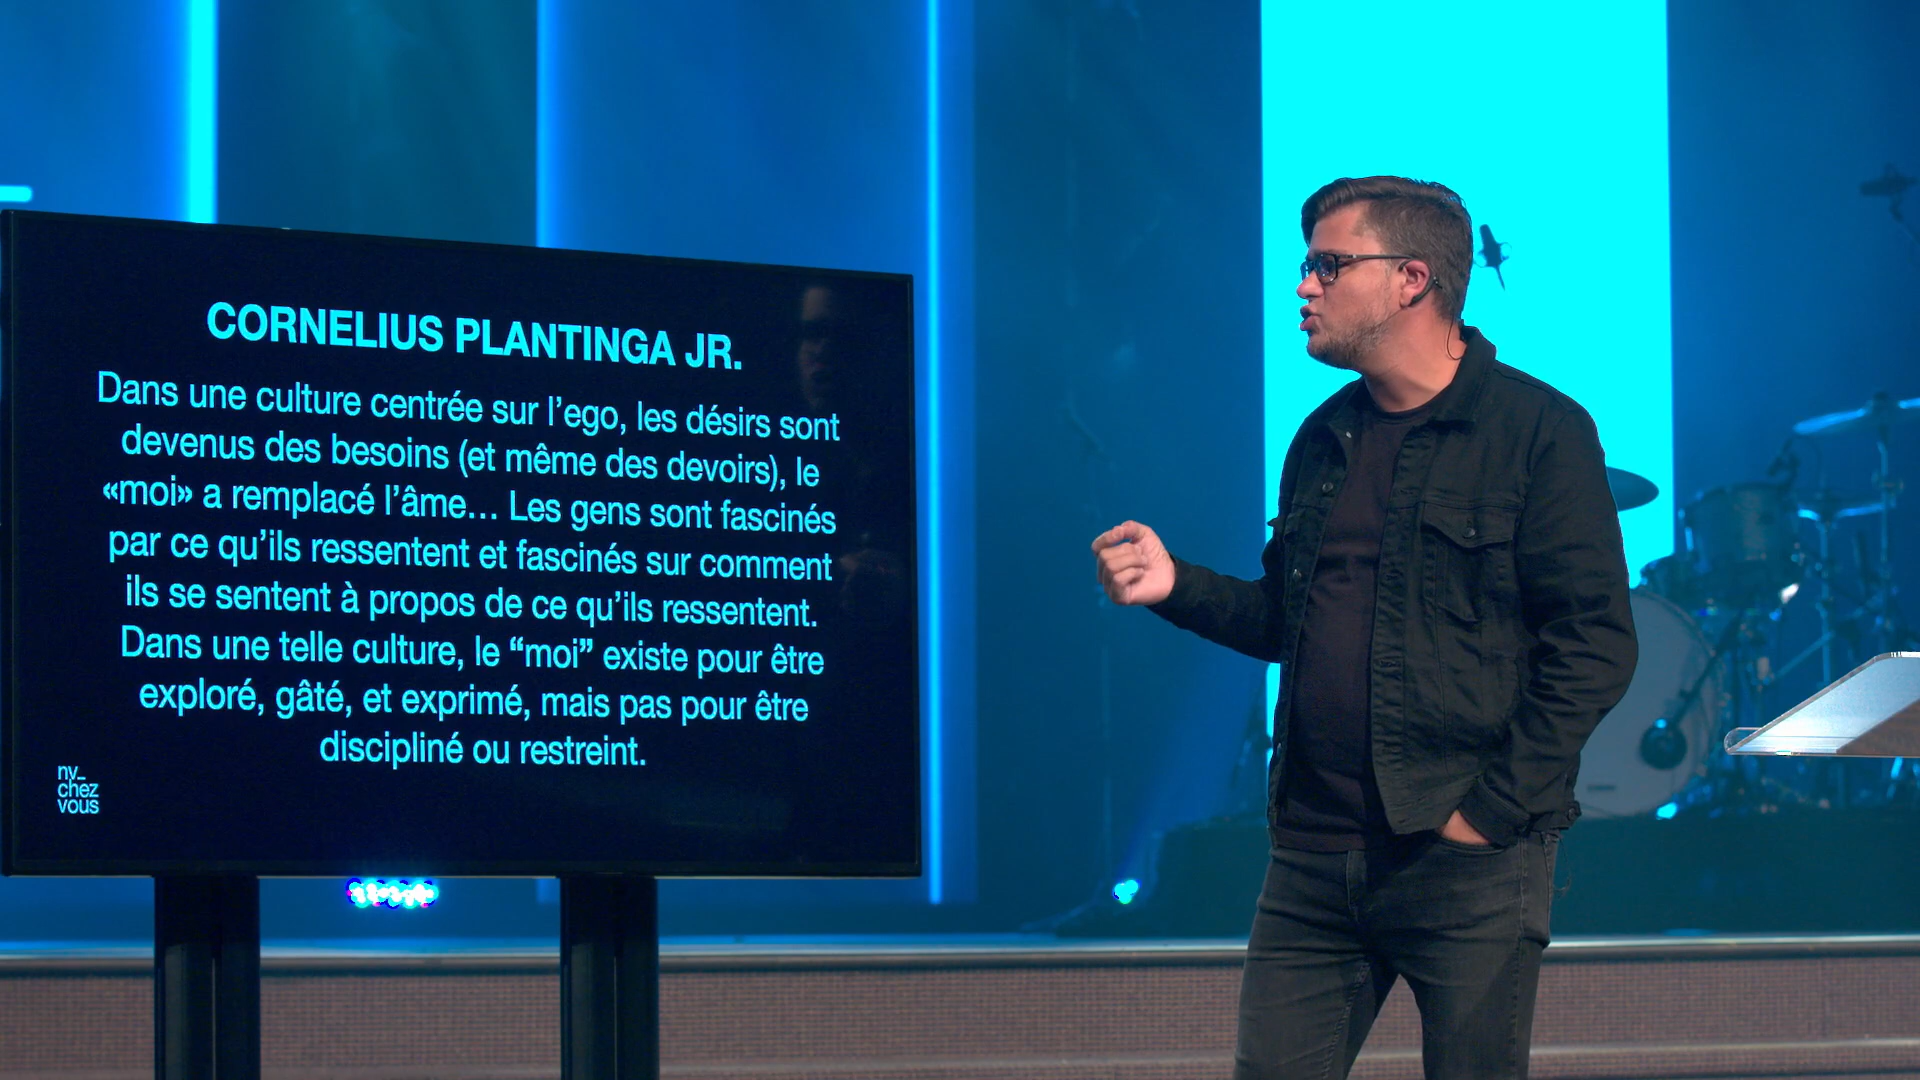 CORNELIUS PLANTINGA JR.
Dans une culture centrée sur l’ego, les désirs sont
devenus des besoins (et même des devoirs), le
«moi» a remplacé l’âme... Les gens sont fascinés
par ce qu’ils ressentent et fascinés sur comment
ils se sentent à propos de ce qu’ils ressentent.
Dans une telle culture, le “moi” existe pour être
exploré, gâté, et exprimé, mais pas pour être
discipliné ou restreint.
nv_
chez
vous